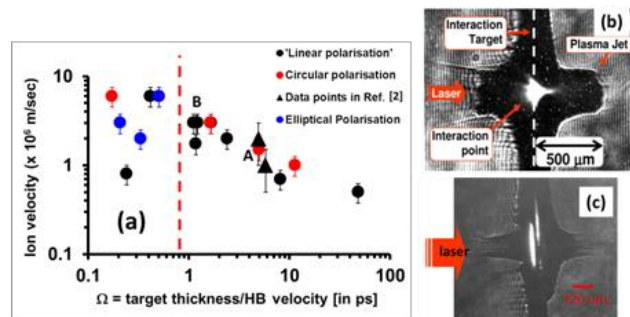 'Linear polarisation'
Circular polarisation
Data points in Ref. [2]
Elliptical Polarisation
B
A
(a)
10
1
0.1
0.1
1
10
100
Ion velocity (x 10⁶ m/sec)
Ω = target thickness/HB velocity [in ps]
(b)
Interaction
Target
Plasma Jet
Laser
Interaction
point
500 μm
(c)
laser